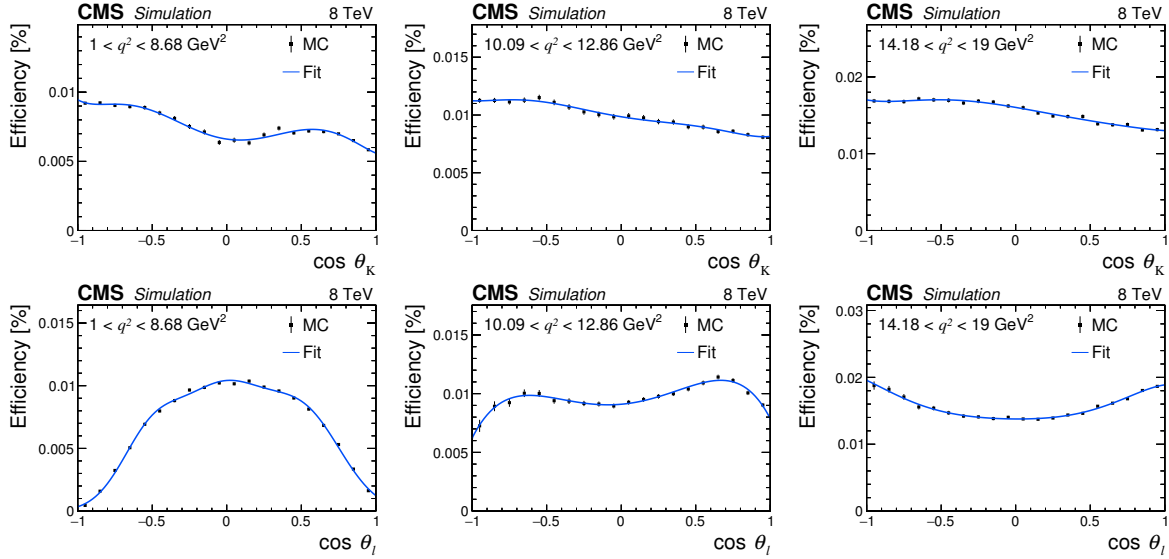 CMS Simulation 8 TeV
1 < q² < 8.68 GeV²
MC
Fit
Efficiency [%]
0.01
0.005
0
−1 −0.5 0 0.5 1
cos θ_K
CMS Simulation 8 TeV
10.09 < q² < 12.86 GeV²
MC
Fit
Efficiency [%]
0.015
0.01
0.005
0
−1 −0.5 0 0.5 1
cos θ_K
CMS Simulation 8 TeV
14.18 < q² < 19 GeV²
MC
Fit
Efficiency [%]
0.02
0.01
0
−1 −0.5 0 0.5 1
cos θ_K
CMS Simulation 8 TeV
1 < q² < 8.68 GeV²
MC
Fit
Efficiency [%]
0.015
0.01
0.005
0
−1 −0.5 0 0.5 1
cos θ_l
CMS Simulation 8 TeV
10.09 < q² < 12.86 GeV²
MC
Fit
Efficiency [%]
0.015
0.01
0.005
0
−1 −0.5 0 0.5 1
cos θ_l
CMS Simulation 8 TeV
14.18 < q² < 19 GeV²
MC
Fit
Efficiency [%]
0.03
0.02
0.01
0
−1 −0.5 0 0.5 1
cos θ_l